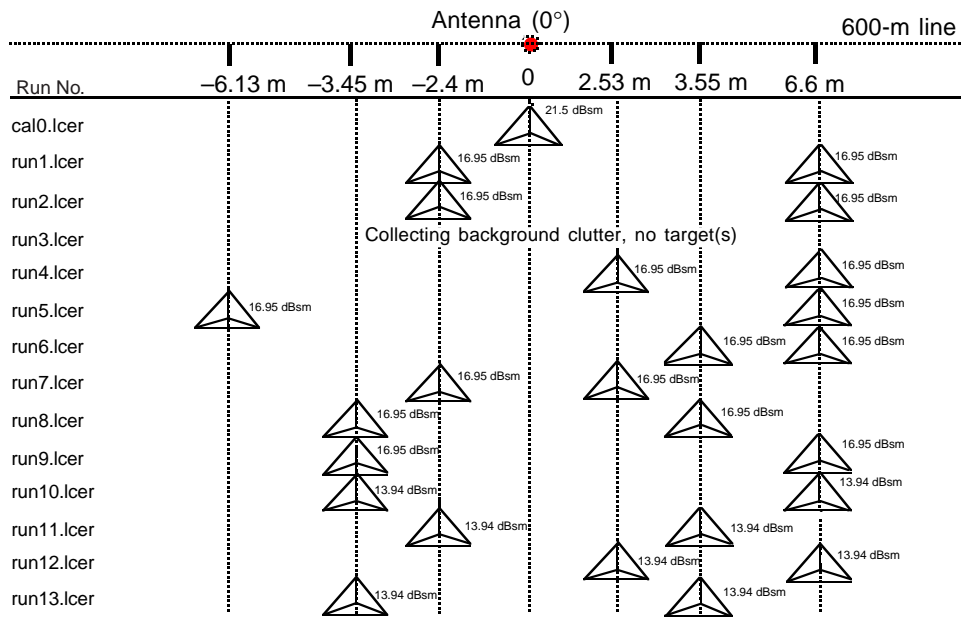 Antenna (0°)
600-m line
Run No. –6.13 m –3.45 m –2.4 m 0 2.53 m 3.55 m 6.6 m
cal0.lcer 21.5 dBsm
run1.lcer 16.95 dBsm 16.95 dBsm
run2.lcer 16.95 dBsm 16.95 dBsm
run3.lcer Collecting background clutter, no target(s)
run4.lcer 16.95 dBsm 16.95 dBsm
run5.lcer 16.95 dBsm 16.95 dBsm
run6.lcer 16.95 dBsm 16.95 dBsm
run7.lcer 16.95 dBsm 16.95 dBsm
run8.lcer 16.95 dBsm 16.95 dBsm
run9.lcer 16.95 dBsm 16.95 dBsm
run10.lcer 13.94 dBsm 13.94 dBsm
run11.lcer 13.94 dBsm 13.94 dBsm
run12.lcer 13.94 dBsm 13.94 dBsm
run13.lcer 13.94 dBsm 13.94 dBsm